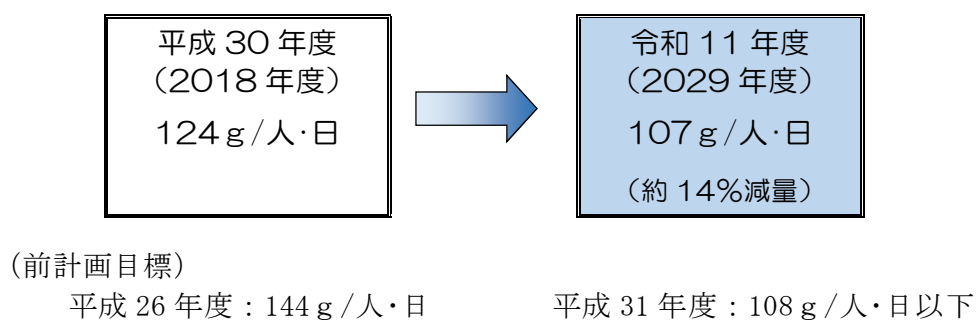 平成 30 年度
（2018 年度）
124ｇ/人・日
令和 11 年度
（2029 年度）
107ｇ/人・日
（約 14%減量）
（前計画目標）
平成 26 年度：144ｇ/人・日 平成 31 年度：108ｇ/人・日以下